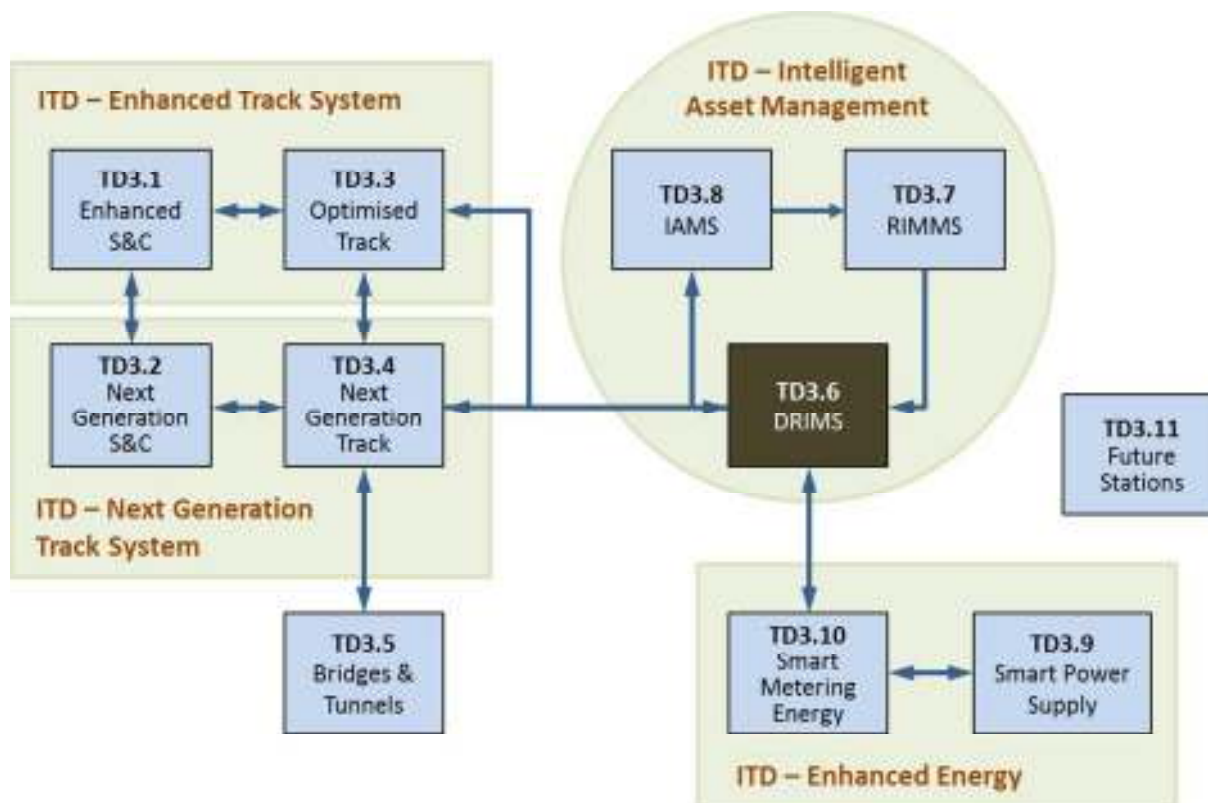 ITD – Enhanced Track System
TD3.1
Enhanced
S&C
TD3.3
Optimised
Track
TD3.2
Next
Generation
S&C
TD3.4
Next
Generation
Track
ITD – Next Generation
Track System
TD3.5
Bridges &
Tunnels
ITD – Intelligent
Asset Management
TD3.8
IAMS
TD3.7
RIMMS
TD3.6
DRIMS
TD3.11
Future
Stations
TD3.10
Smart
Metering
Energy
TD3.9
Smart Power
Supply
ITD – Enhanced Energy